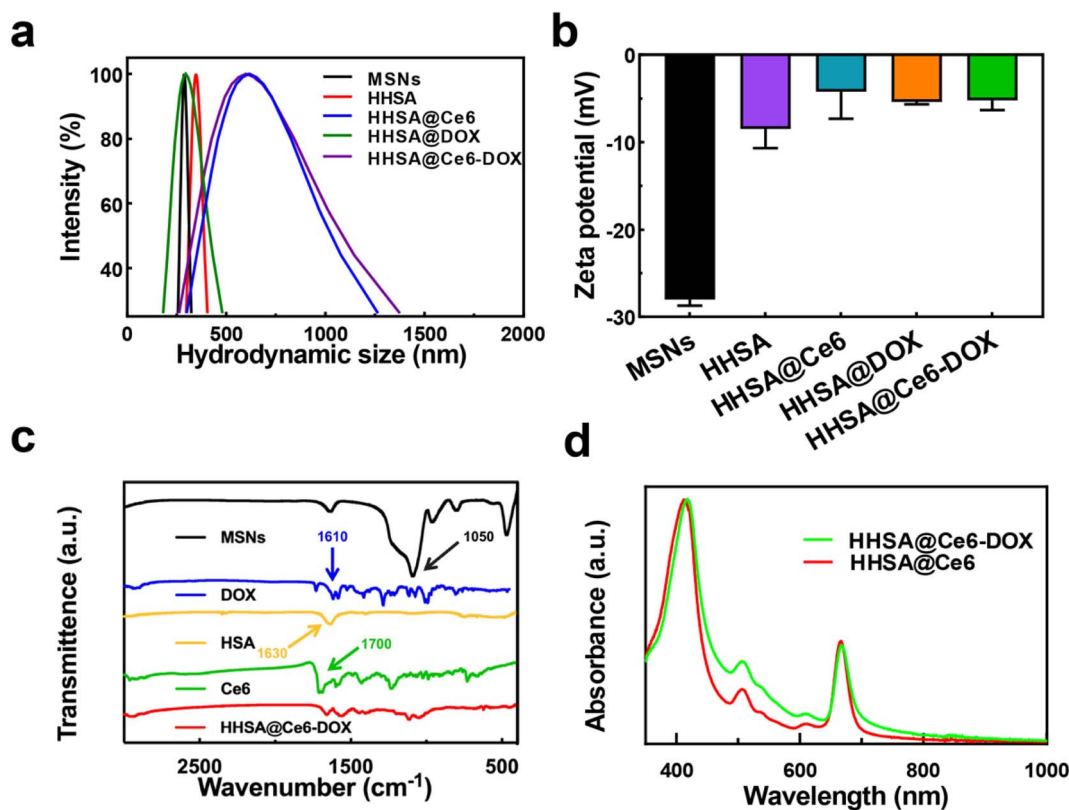 a
100
80
60
40
Intensity (%)
MSNs
HHSA
HHSA@Ce6
HHSA@DOX
HHSA@Ce6-DOX
0
500
1000
1500
2000
Hydrodynamic size (nm)
b
0
-10
-20
-30
Zeta potential (mV)
MSNs
HHSA
HHSA@Ce6
HHSA@DOX
HHSA@Ce6-DOX
c
Transmittence (a.u.)
MSNs
1610
1050
DOX
HSA
1630
1700
Ce6
HHSA@Ce6-DOX
2500
1500
500
Wavenumber (cm-1)
d
Absorbance (a.u.)
HHSA@Ce6-DOX
HHSA@Ce6
400
600
800
1000
Wavelength (nm)